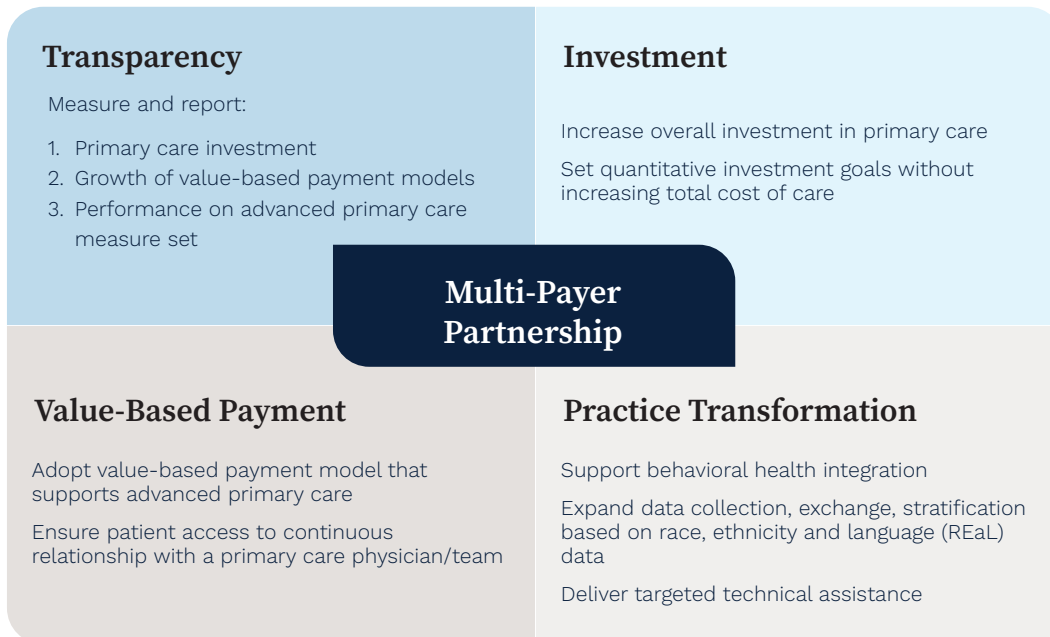 Transparency
Measure and report:
1. Primary care investment
2. Growth of value-based payment models
3. Performance on advanced primary care
measure set
Investment
Increase overall investment in primary care
Set quantitative investment goals without
increasing total cost of care
Multi-Payer
Partnership
Value-Based Payment
Adopt value-based payment model that
supports advanced primary care
Ensure patient access to continuous
relationship with a primary care physician/team
Practice Transformation
Support behavioral health integration
Expand data collection, exchange, stratification
based on race, ethnicity and language (REaL)
data
Deliver targeted technical assistance